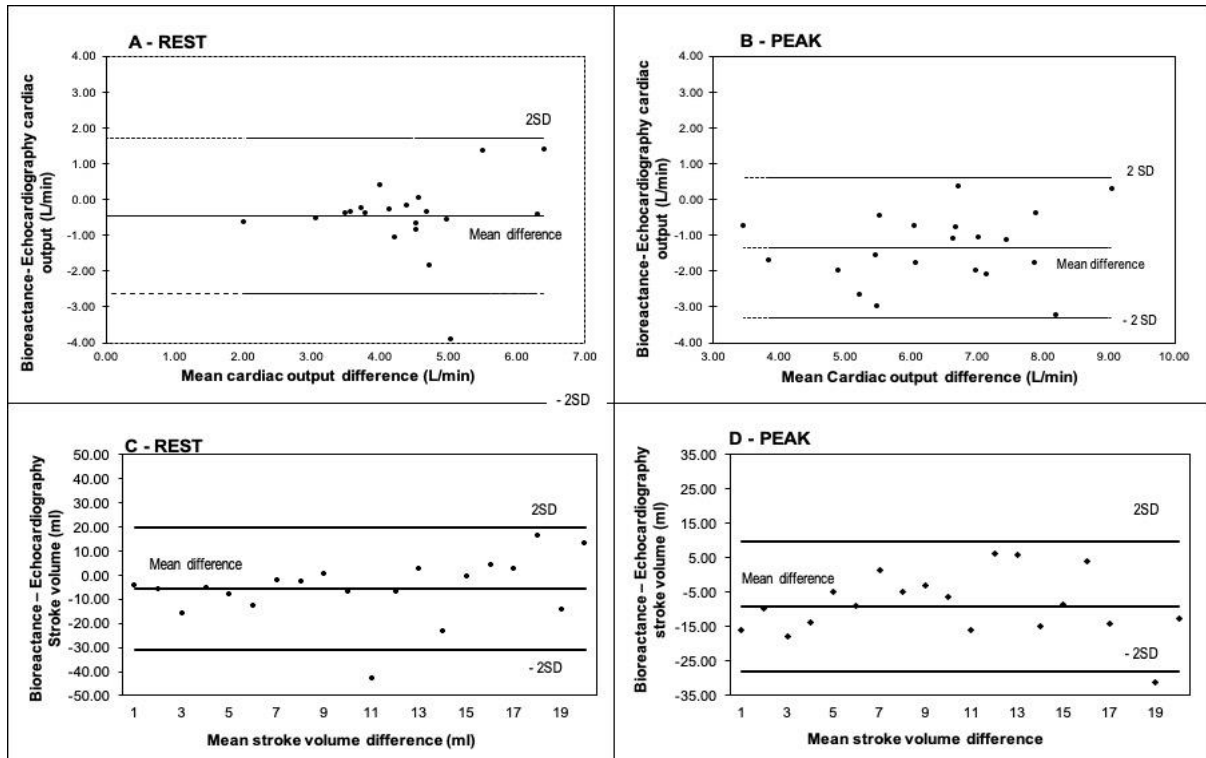 A - REST
Bioreactance-Echocardiography cardiac
output (L/min)
4.00
3.00
2.00
1.00
0.00
-1.00
-2.00
-3.00
-4.00
2SD
Mean difference
0.00 1.00 2.00 3.00 4.00 5.00 6.00 7.00
Mean cardiac output difference (L/min)
- 2SD
B - PEAK
Bioreactance-Echocardiography cardiac
output (L/min)
4.00
3.00
2.00
1.00
0.00
-1.00
-2.00
-3.00
-4.00
2 SD
Mean difference
- 2 SD
3.00 4.00 5.00 6.00 7.00 8.00 9.00 10.00
Mean Cardiac output difference (L/min)
C - REST
Bioreactance – Echocardiography
Stroke volume (ml)
50.00
40.00
30.00
20.00
10.00
0.00
-10.00
-20.00
-30.00
-40.00
-50.00
2SD
Mean difference
- 2SD
1 3 5 7 9 11 13 15 17 19
Mean stroke volume difference (ml)
D - PEAK
Bioreactance – Echocardiography
stroke volume (ml)
35.00
25.00
15.00
5.00
-5.00
-15.00
-25.00
-35.00
2SD
Mean difference
- 2SD
1 3 5 7 9 11 13 15 17 19
Mean stroke volume difference